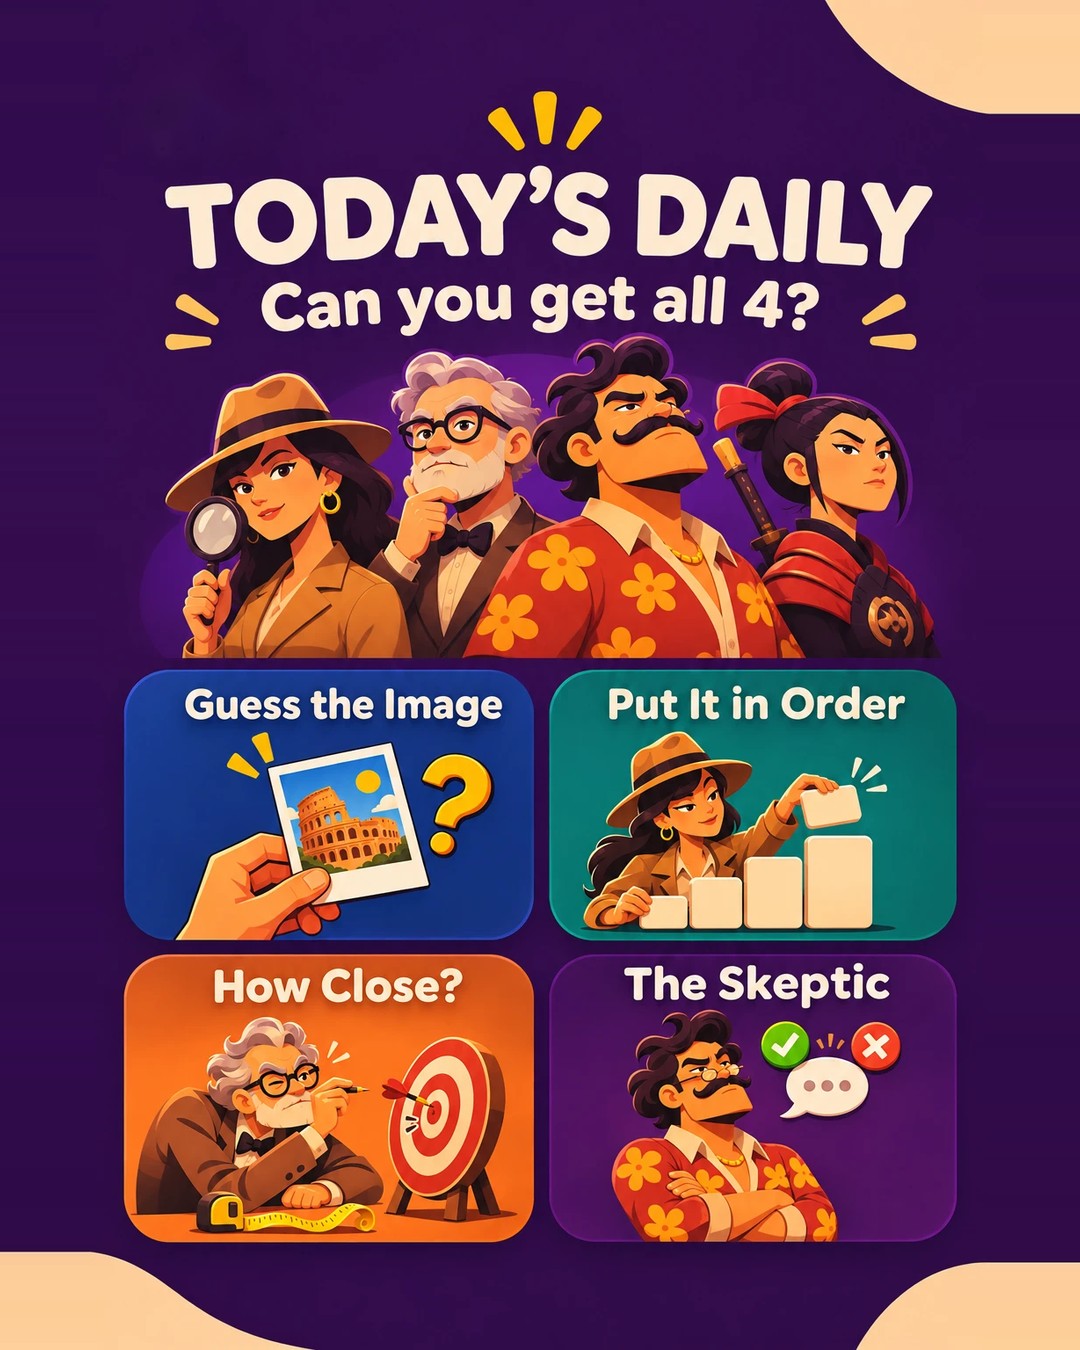 TODAY'S DAILY
Can you get all 4?
Guess the Image
Put It in Order
How Close?
The Skeptic